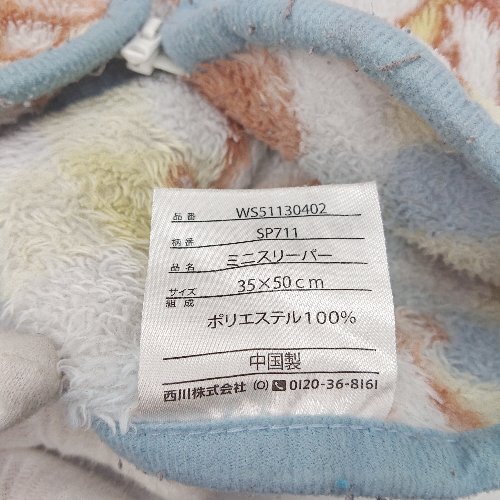 品番 WS51130402
柄番 SP711
品名 ミニスリーパー
サイズ 35×50cm
組成
ポリエステル100%
中国製
西川株式会社 (O) 0120-36-8161